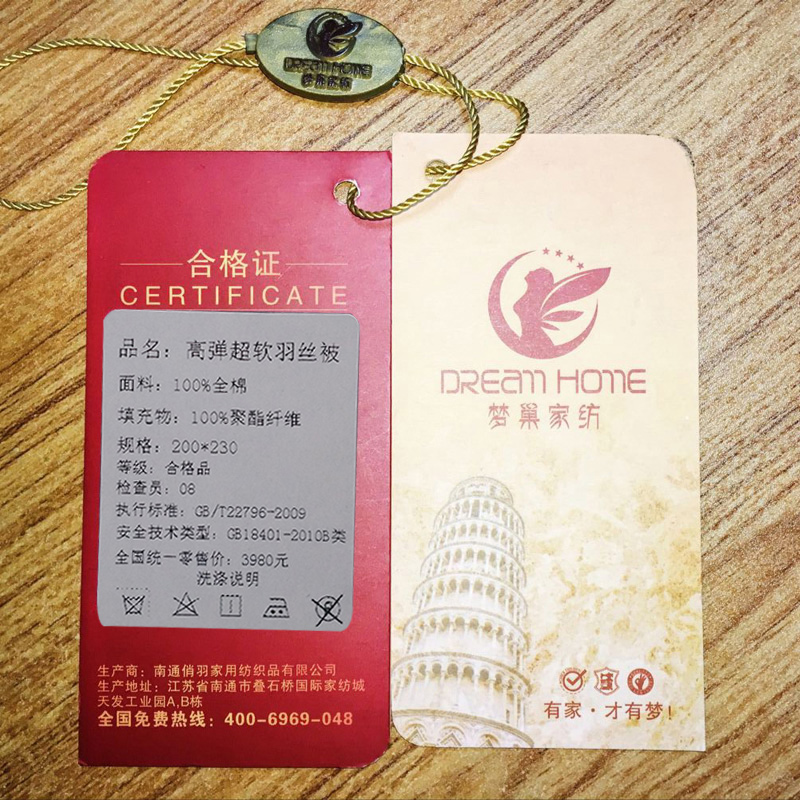 DREAM HOME
梦巢家纺
合格证
CERTIFICATE
品名：高弹超软羽丝被
面料：100%全棉
填充物：100%聚酯纤维
规格：200*230
等级：合格品
检查员：08
执行标准：GB/T22796-2009
安全技术类型：GB18401-2010B类
全国统一零售价：3980元
洗涤说明
生产商：南通俏羽家用纺织品有限公司
生产地址：江苏省南通市叠石桥国际家纺城
天发工业园A,B栋
全国免费热线：400-6969-048
DREAM HOME
梦巢家纺
有家·才有梦！